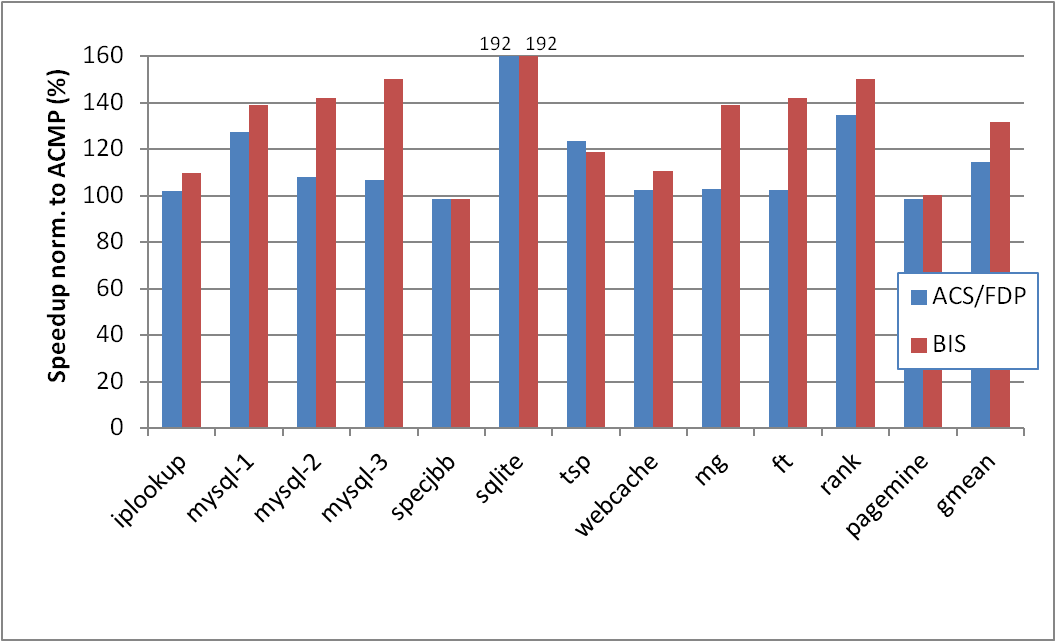 192 192
160
140
120
100
80
60
40
20
0
Speedup norm. to ACMP (%)
ACS/FDP
BIS
iplookup
mysql-1
mysql-2
mysql-3
specjbb
sqlite
tsp
webcache
mg
ft
rank
pagemine
gmean